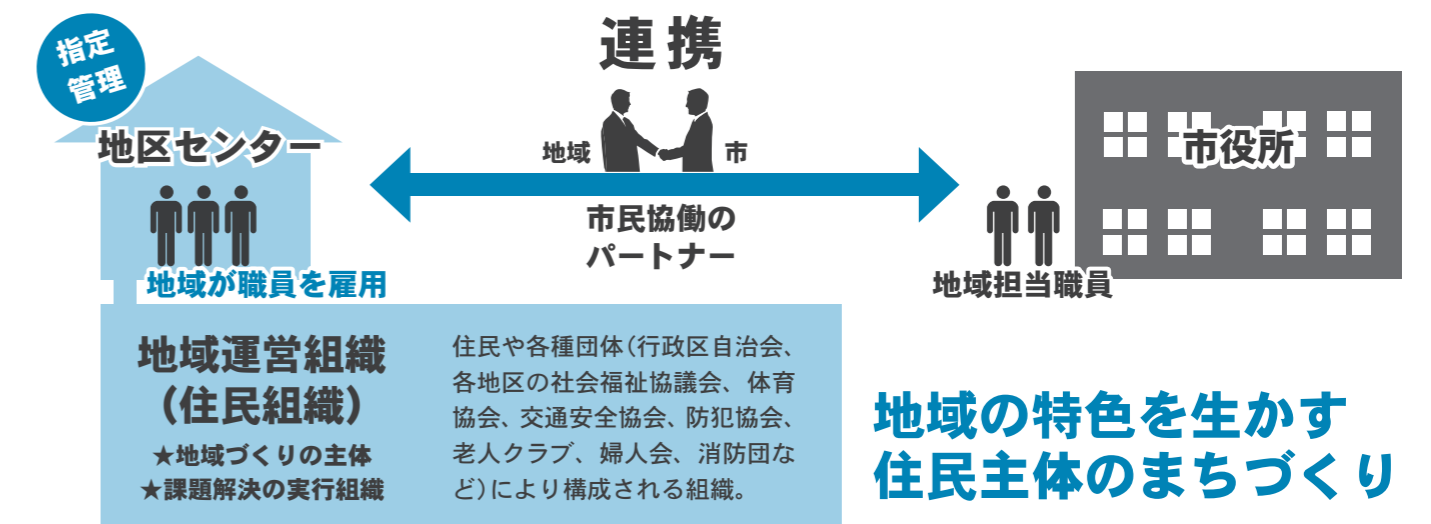 指定
管理
地区センター
地域が職員を雇用
連携
地域
市
市民協働の
パートナー
市役所
地域担当職員
地域運営組織
（住民組織）
★地域づくりの主体
★課題解決の実行組織
住民や各種団体（行政区自治会、
各地区の社会福祉協議会、体育
協会、交通安全協会、防犯協会、
老人クラブ、婦人会、消防団な
ど）により構成される組織。
地域の特色を生かす
住民主体のまちづくり